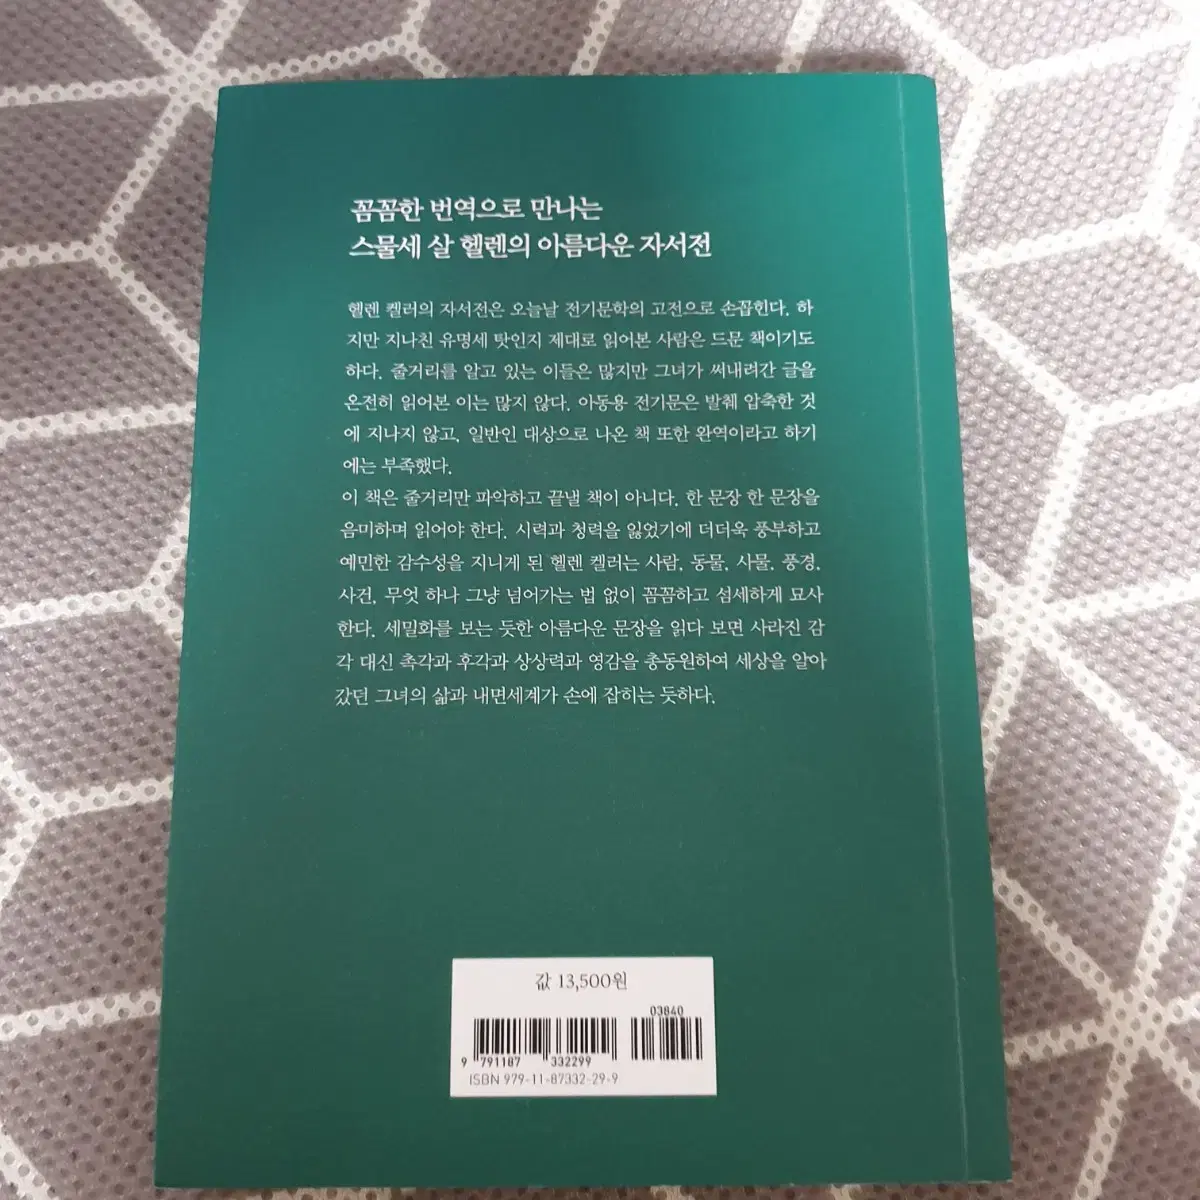 꼼꼼한 번역으로 만나는
스물세 살 헬렌의 아름다운 자서전
헬렌 켈러의 자서전은 오늘날 전기문학의 고전으로 손꼽힌다. 하
지만 지나친 유명세 탓인지 제대로 읽어본 사람은 드문 책이기도
하다. 줄거리를 알고 있는 이들은 많지만 그녀가 써내려간 글을
온전히 읽어본 이는 많지 않다. 아동용 전기문은 발췌 압축한 것
에 지나지 않고, 일반인 대상으로 나온 책 또한 완역이라고 하기
에는 부족했다.
이 책은 줄거리만 파악하고 끝낼 책이 아니다. 한 문장 한 문장을
음미하며 읽어야 한다. 시력과 청력을 잃었기에 더더욱 풍부하고
예민한 감수성을 지니게 된 헬렌 켈러는 사람, 동물, 사물, 풍경,
사건, 무엇 하나 그냥 넘어가는 법 없이 꼼꼼하고 섬세하게 묘사
한다. 세밀화를 보는 듯한 아름다운 문장을 읽다 보면 사라진 감
각 대신 촉각과 후각과 상상력과 영감을 총동원하여 세상을 알아
갔던 그녀의 삶과 내면세계가 손에 잡히는 듯하다.
값 13,500원
03840
9 791187 332299
ISBN 979-11-87332-29-9